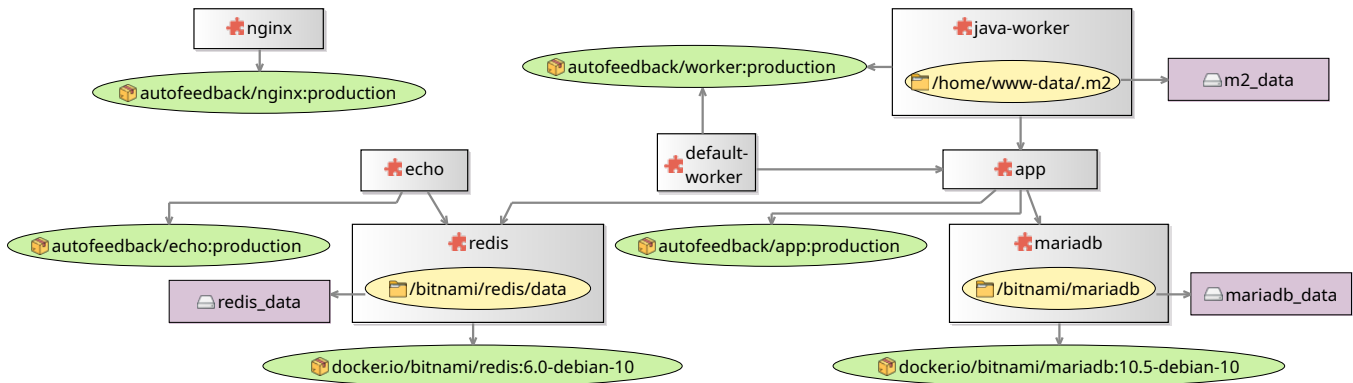 nginx
java-worker
autofeedback/worker:production
/home/www-data/.m2
m2_data
autofeedback/nginx:production
default-
worker
echo
app
autofeedback/echo:production
redis
autofeedback/app:production
mariadb
/bitnami/redis/data
/bitnami/mariadb
redis_data
mariadb_data
docker.io/bitnami/redis:6.0-debian-10
docker.io/bitnami/mariadb:10.5-debian-10